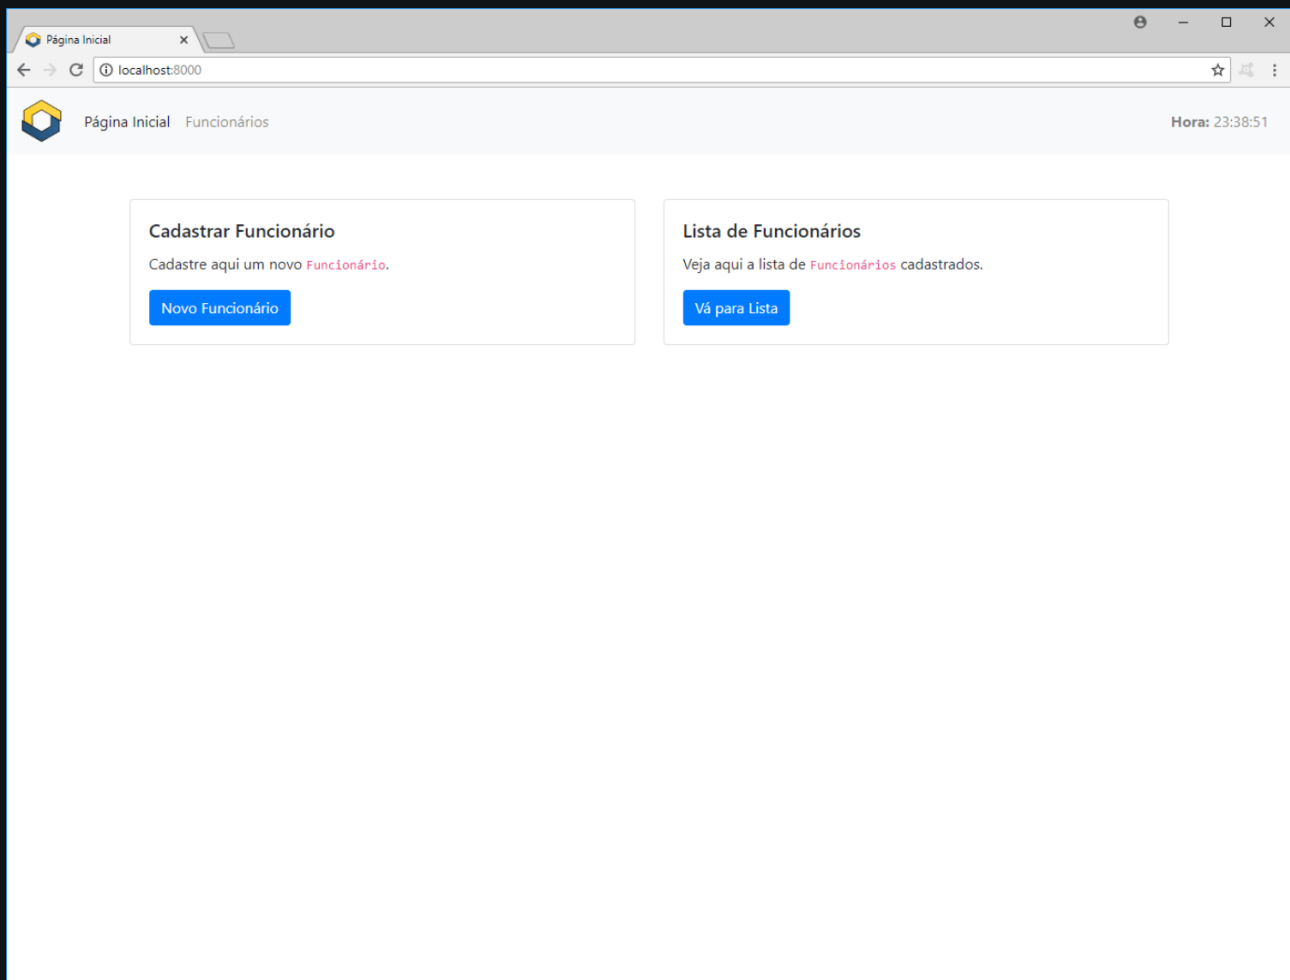 Página Inicial
localhost:8000
Página Inicial Funcionários Hora: 23:38:51
Cadastrar Funcionário
Cadastre aqui um novo Funcionário.
Novo Funcionário
Lista de Funcionários
Veja aqui a lista de Funcionários cadastrados.
Vá para Lista